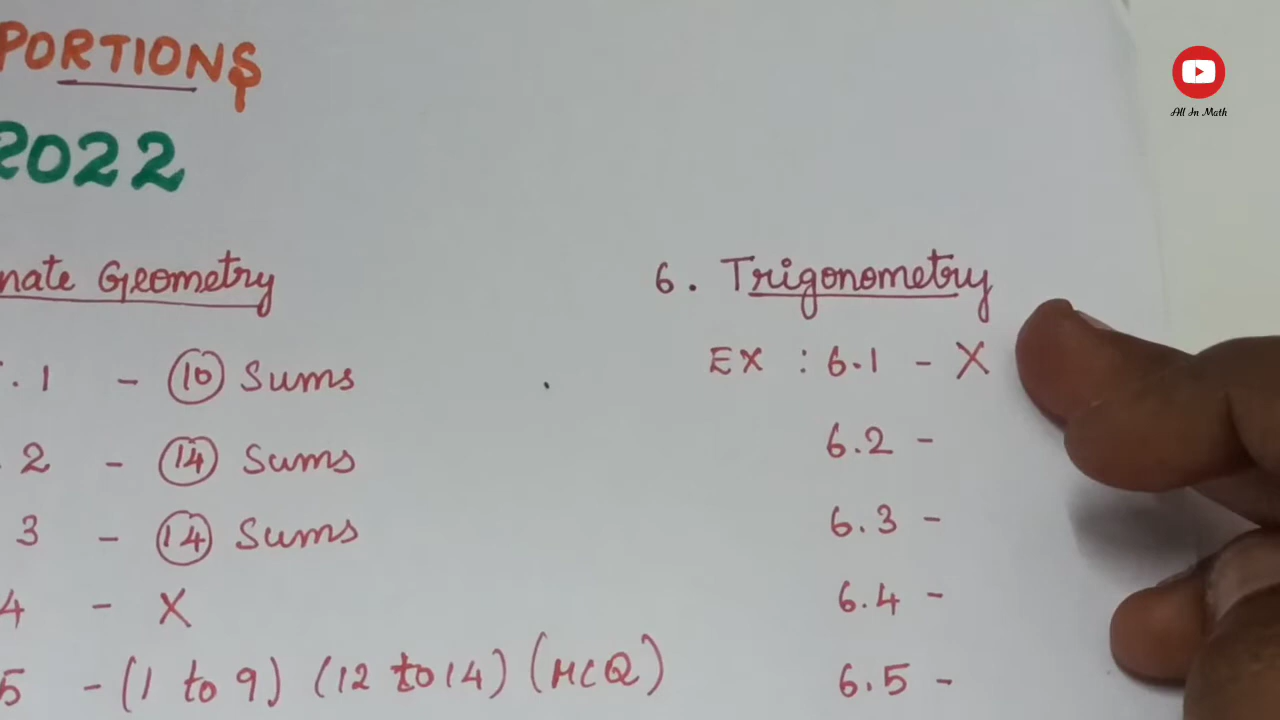 PORTIONS
2022
All In Math
nate Geometry
.1 - 10 Sums
. 2 - 14 Sums
3 - 14 Sums
4 - X
5 - (1 to 9) (12 to 14) (MCQ)
6. Trigonometry
EX : 6.1 - X
6.2 -
6.3 -
6.4 -
6.5 -